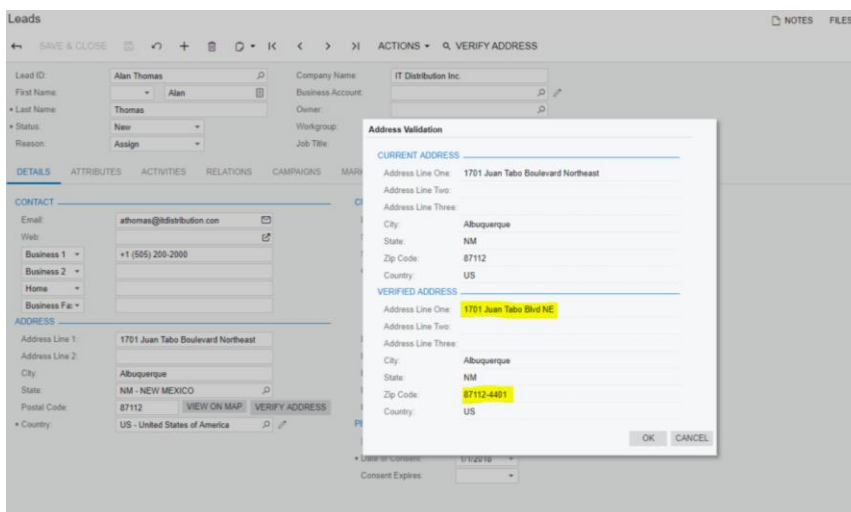 Leads
NOTES FILES
SAVE & CLOSE ACTIONS VERIFY ADDRESS
Lead ID: Alan Thomas Company Name: IT Distribution Inc.
First Name: Alan Business Account:
Last Name: Thomas Owner:
Status: New Workgroup:
Reason: Assign Job Title:
DETAILS ATTRIBUTES ACTIVITIES RELATIONS CAMPAIGNS
CONTACT
Email: athomas@itdistribution.con
Web:
Business 1 +1 (505) 200-2000
Business 2
Home
Business Fa:
ADDRESS
Address Line 1: 1701 Juan Tabo Boulevard Northeast
Address Line 2:
City: Albuquerque
State: NM - NEW MEXICO
Postal Code: 87112 VIEW ON MAP VERIFY ADDRESS
Country: US - United States of America
Address Validation
CURRENT ADDRESS
Address Line One: 1701 Juan Tabo Boulevard Northeast
Address Line Two:
Address Line Three:
City: Albuquerque
State: NM
Zip Code: 87112
Country: US
VERIFIED ADDRESS
Address Line One: 1701 Juan Tabo Blvd NE
Address Line Two:
Address Line Three:
City: Albuquerque
State: NM
Zip Code: 87112-4401
Country: US
OK CANCEL
Consent Expires: